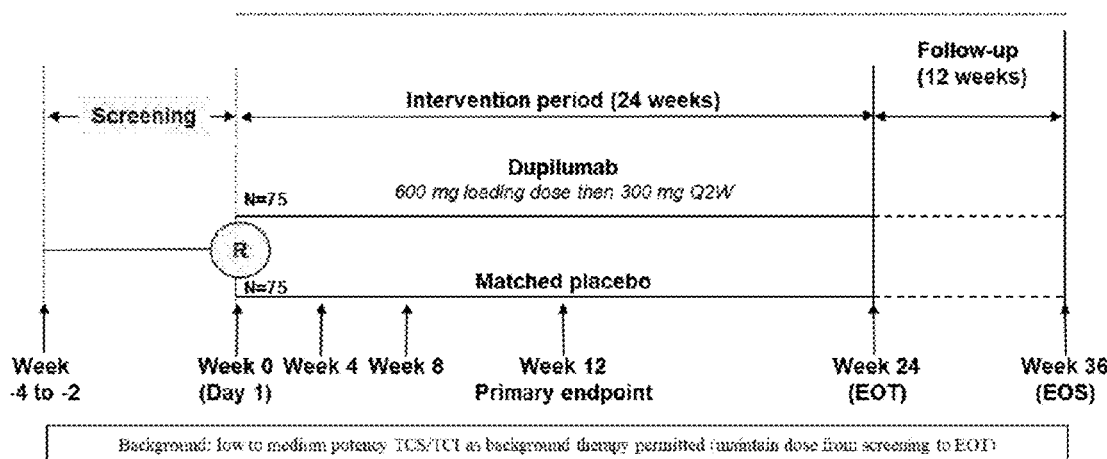 Follow-up
(12 weeks)
Screening
Intervention period (24 weeks)
Dupilumab
600 mg loading dose then 300 mg Q2W
N=75
R
N=75
Matched placebo
Week
-4 to -2
Week 0
(Day 1)
Week 4
Week 8
Week 12
Primary endpoint
Week 24
(EOT)
Week 36
(EOS)
Background: low to medium potency TCS/TCI as background therapy permitted (maintain dose from screening to EOT)